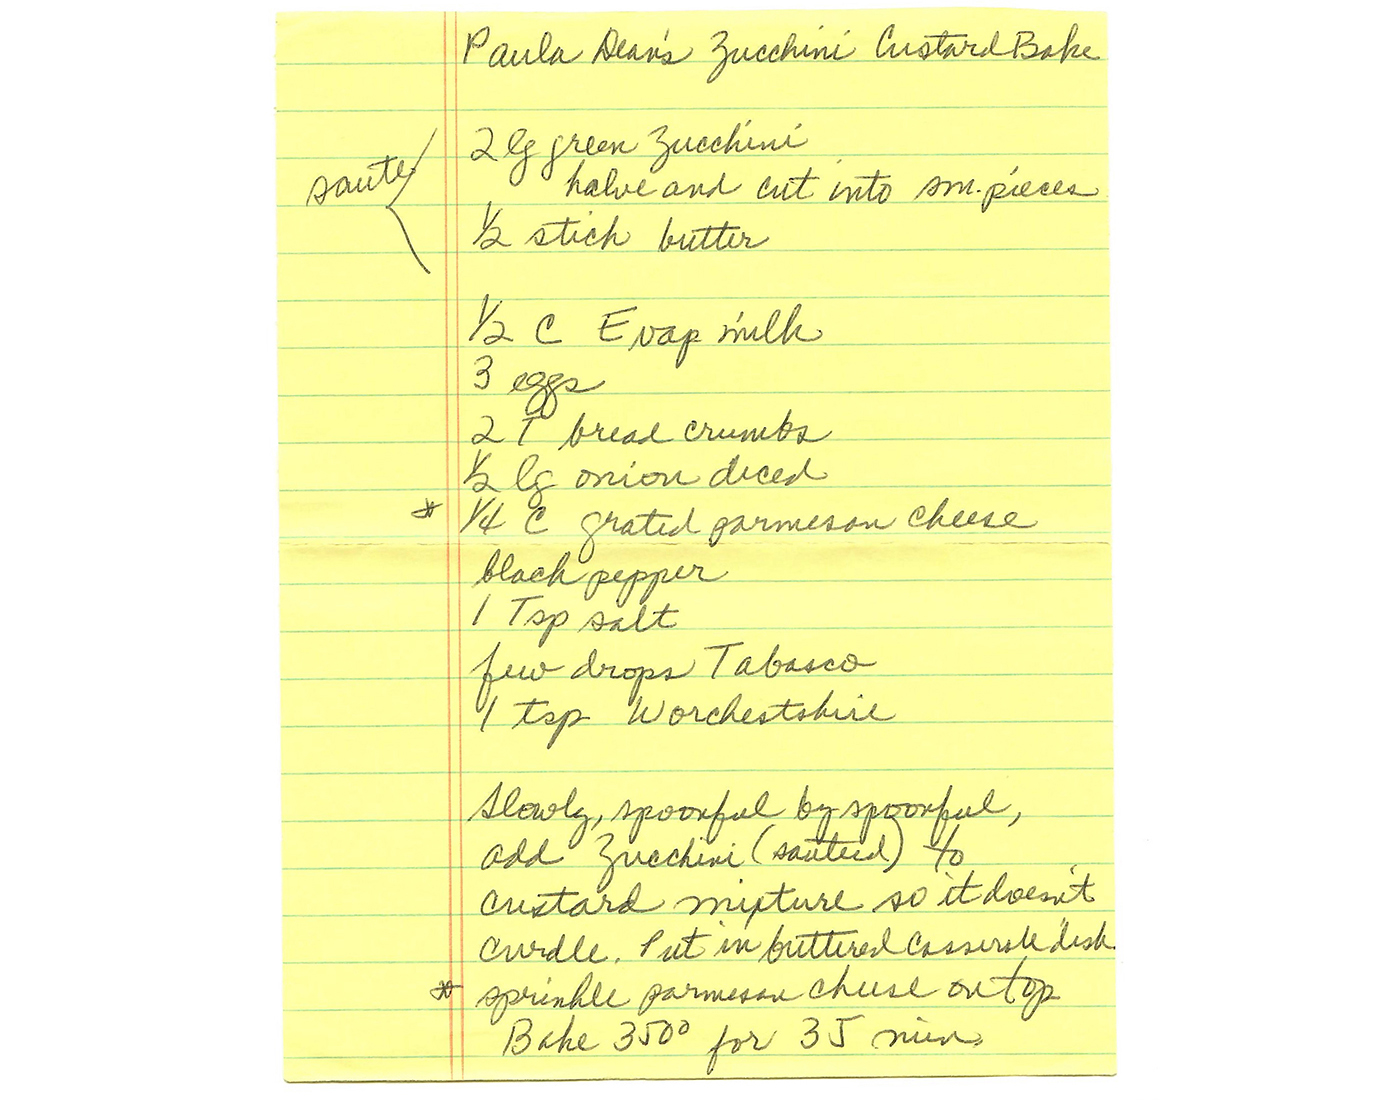 Paula Dean's Zucchini Custard Bake
2 lg green Zucchini
saute
halve and cut into sm. pieces
1/2 stick butter
1/2 C Evap milk
3 eggs
2 T bread crumbs
1/2 lg onion diced
* 1/4 C grated parmesan cheese
black pepper
1 Tsp salt
few drops Tabasco
1 tsp Worchestshire
Slowly, spoonful by spoonful,
add Zucchini (sauteed) to
custard mixture so it doesn't
curdle. Put in buttered casserole dish.
* sprinkle parmesan cheese on top
Bake 350° for 35 min.